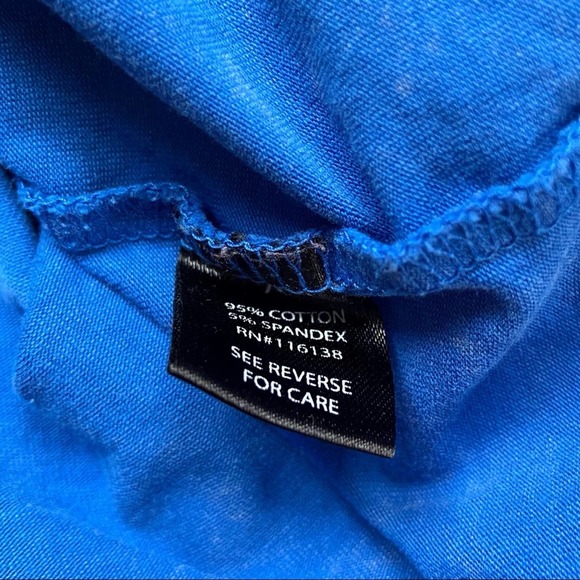 95% COTTON
5% SPANDEX
RN#116138
SEE REVERSE
FOR CARE